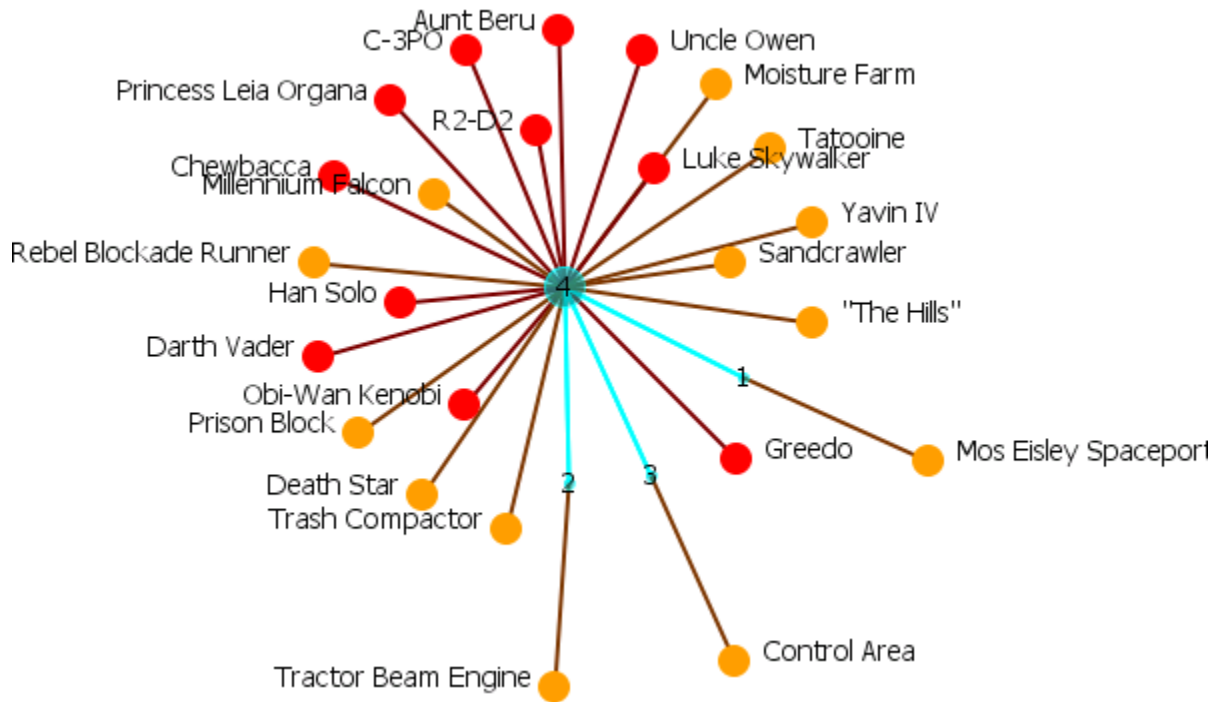 Aunt Beru
C-3PO
Uncle Owen
Moisture Farm
Princess Leia Organa
R2-D2
Tatooine
Luke Skywalker
Chewbacca
Millennium Falcon
Yavin IV
Rebel Blockade Runner
Sandcrawler
Han Solo
4
"The Hills"
Darth Vader
1
Obi-Wan Kenobi
Prison Block
Greedo
Mos Eisley Spaceport
Death Star
2
3
Trash Compactor
Control Area
Tractor Beam Engine